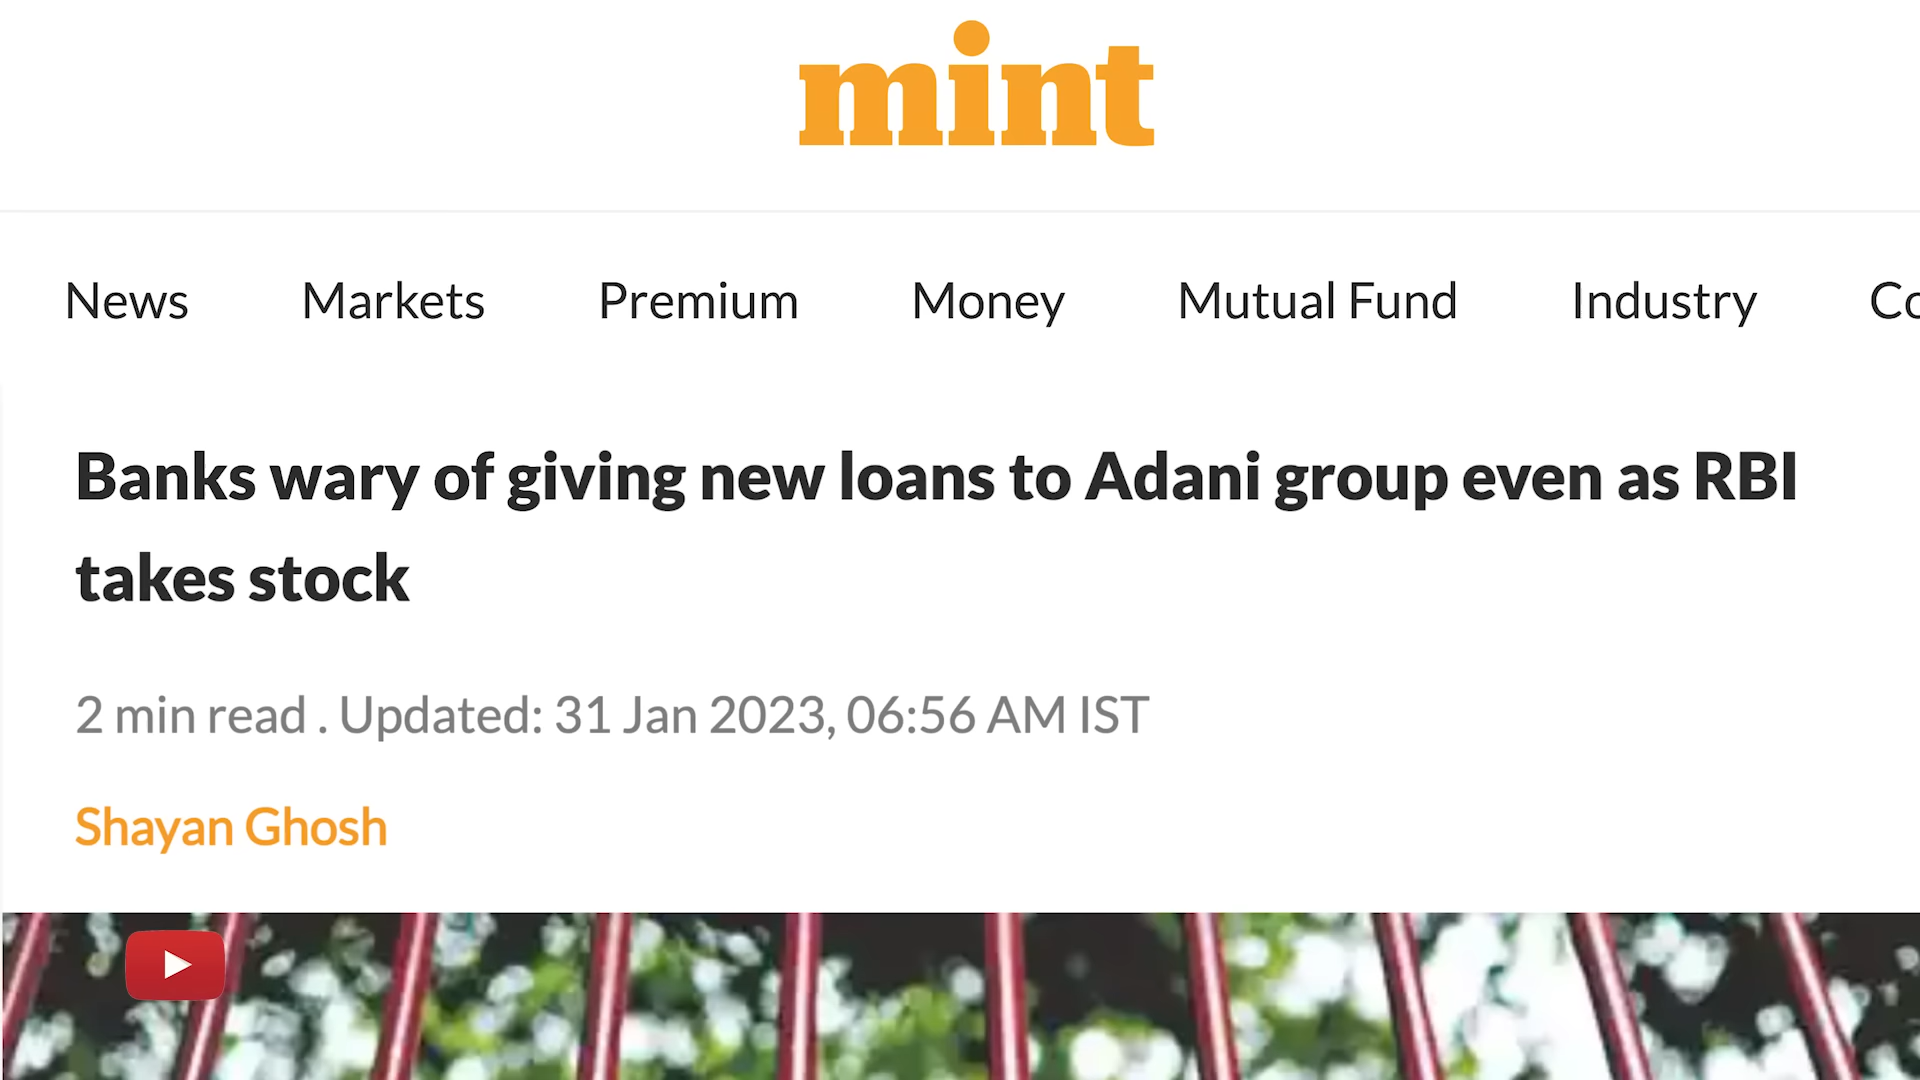 mint
News Markets Premium Money Mutual Fund Industry Co
Banks wary of giving new loans to Adani group even as RBI
takes stock
2 min read . Updated: 31 Jan 2023, 06:56 AM IST
Shayan Ghosh